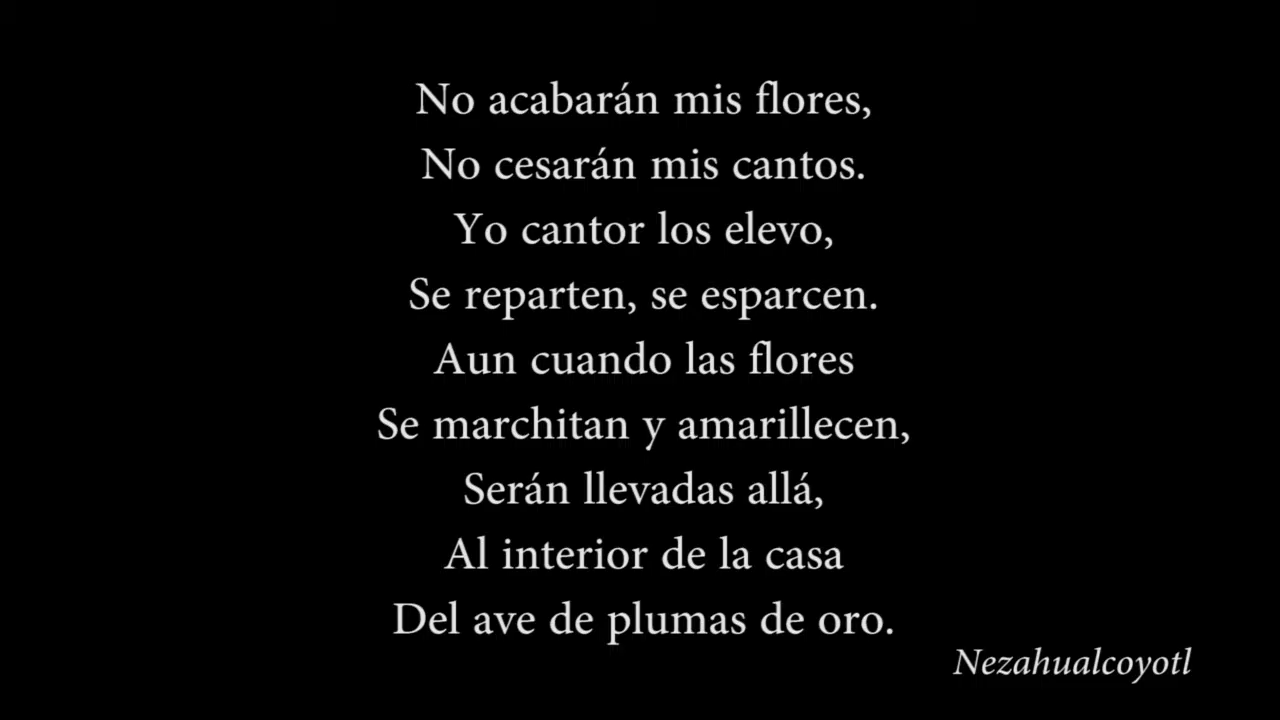 No acabarán mis flores,
No cesarán mis cantos.
Yo cantor los elevo,
Se reparten, se esparcen.
Aun cuando las flores
Se marchitan y amarillecen,
Serán llevadas allá,
Al interior de la casa
Del ave de plumas de oro.
Nezahualcoyotl